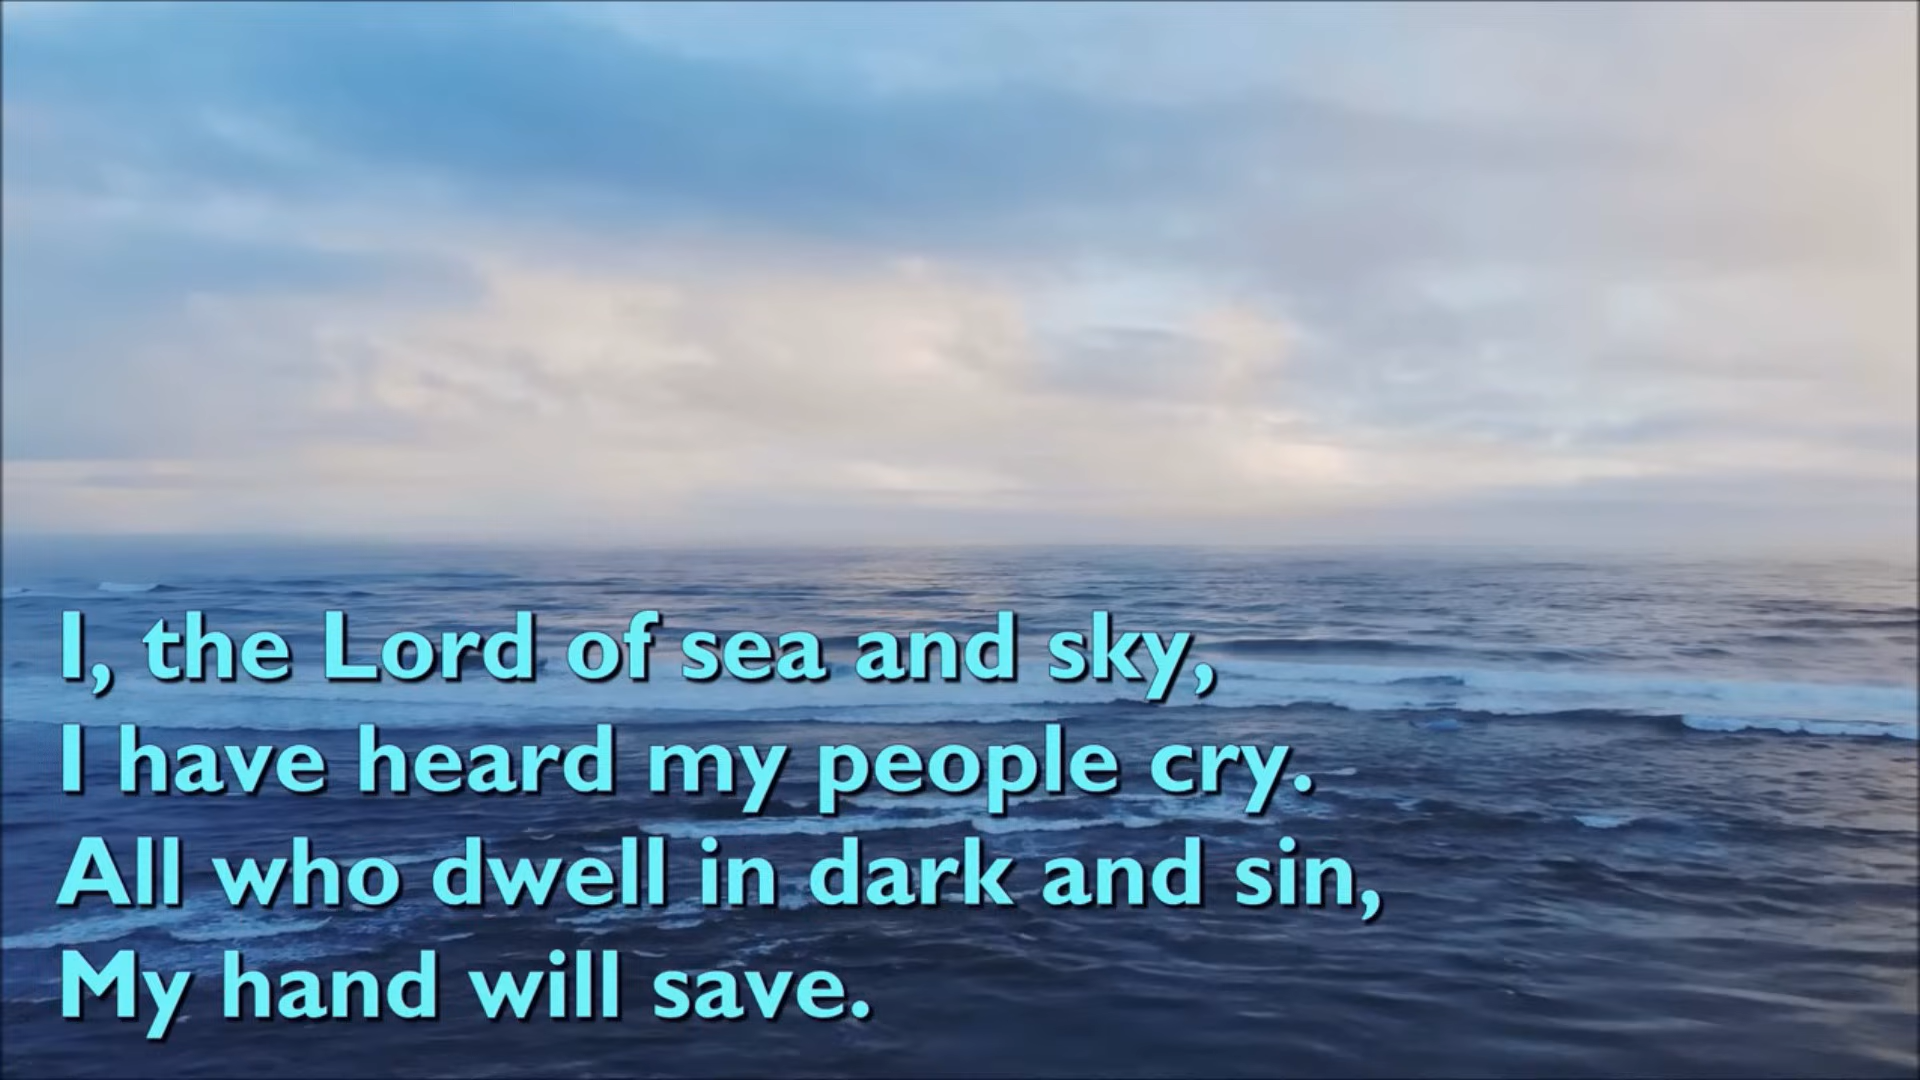 I, the Lord of sea and sky,
I have heard my people cry.
All who dwell in dark and sin,
My hand will save.